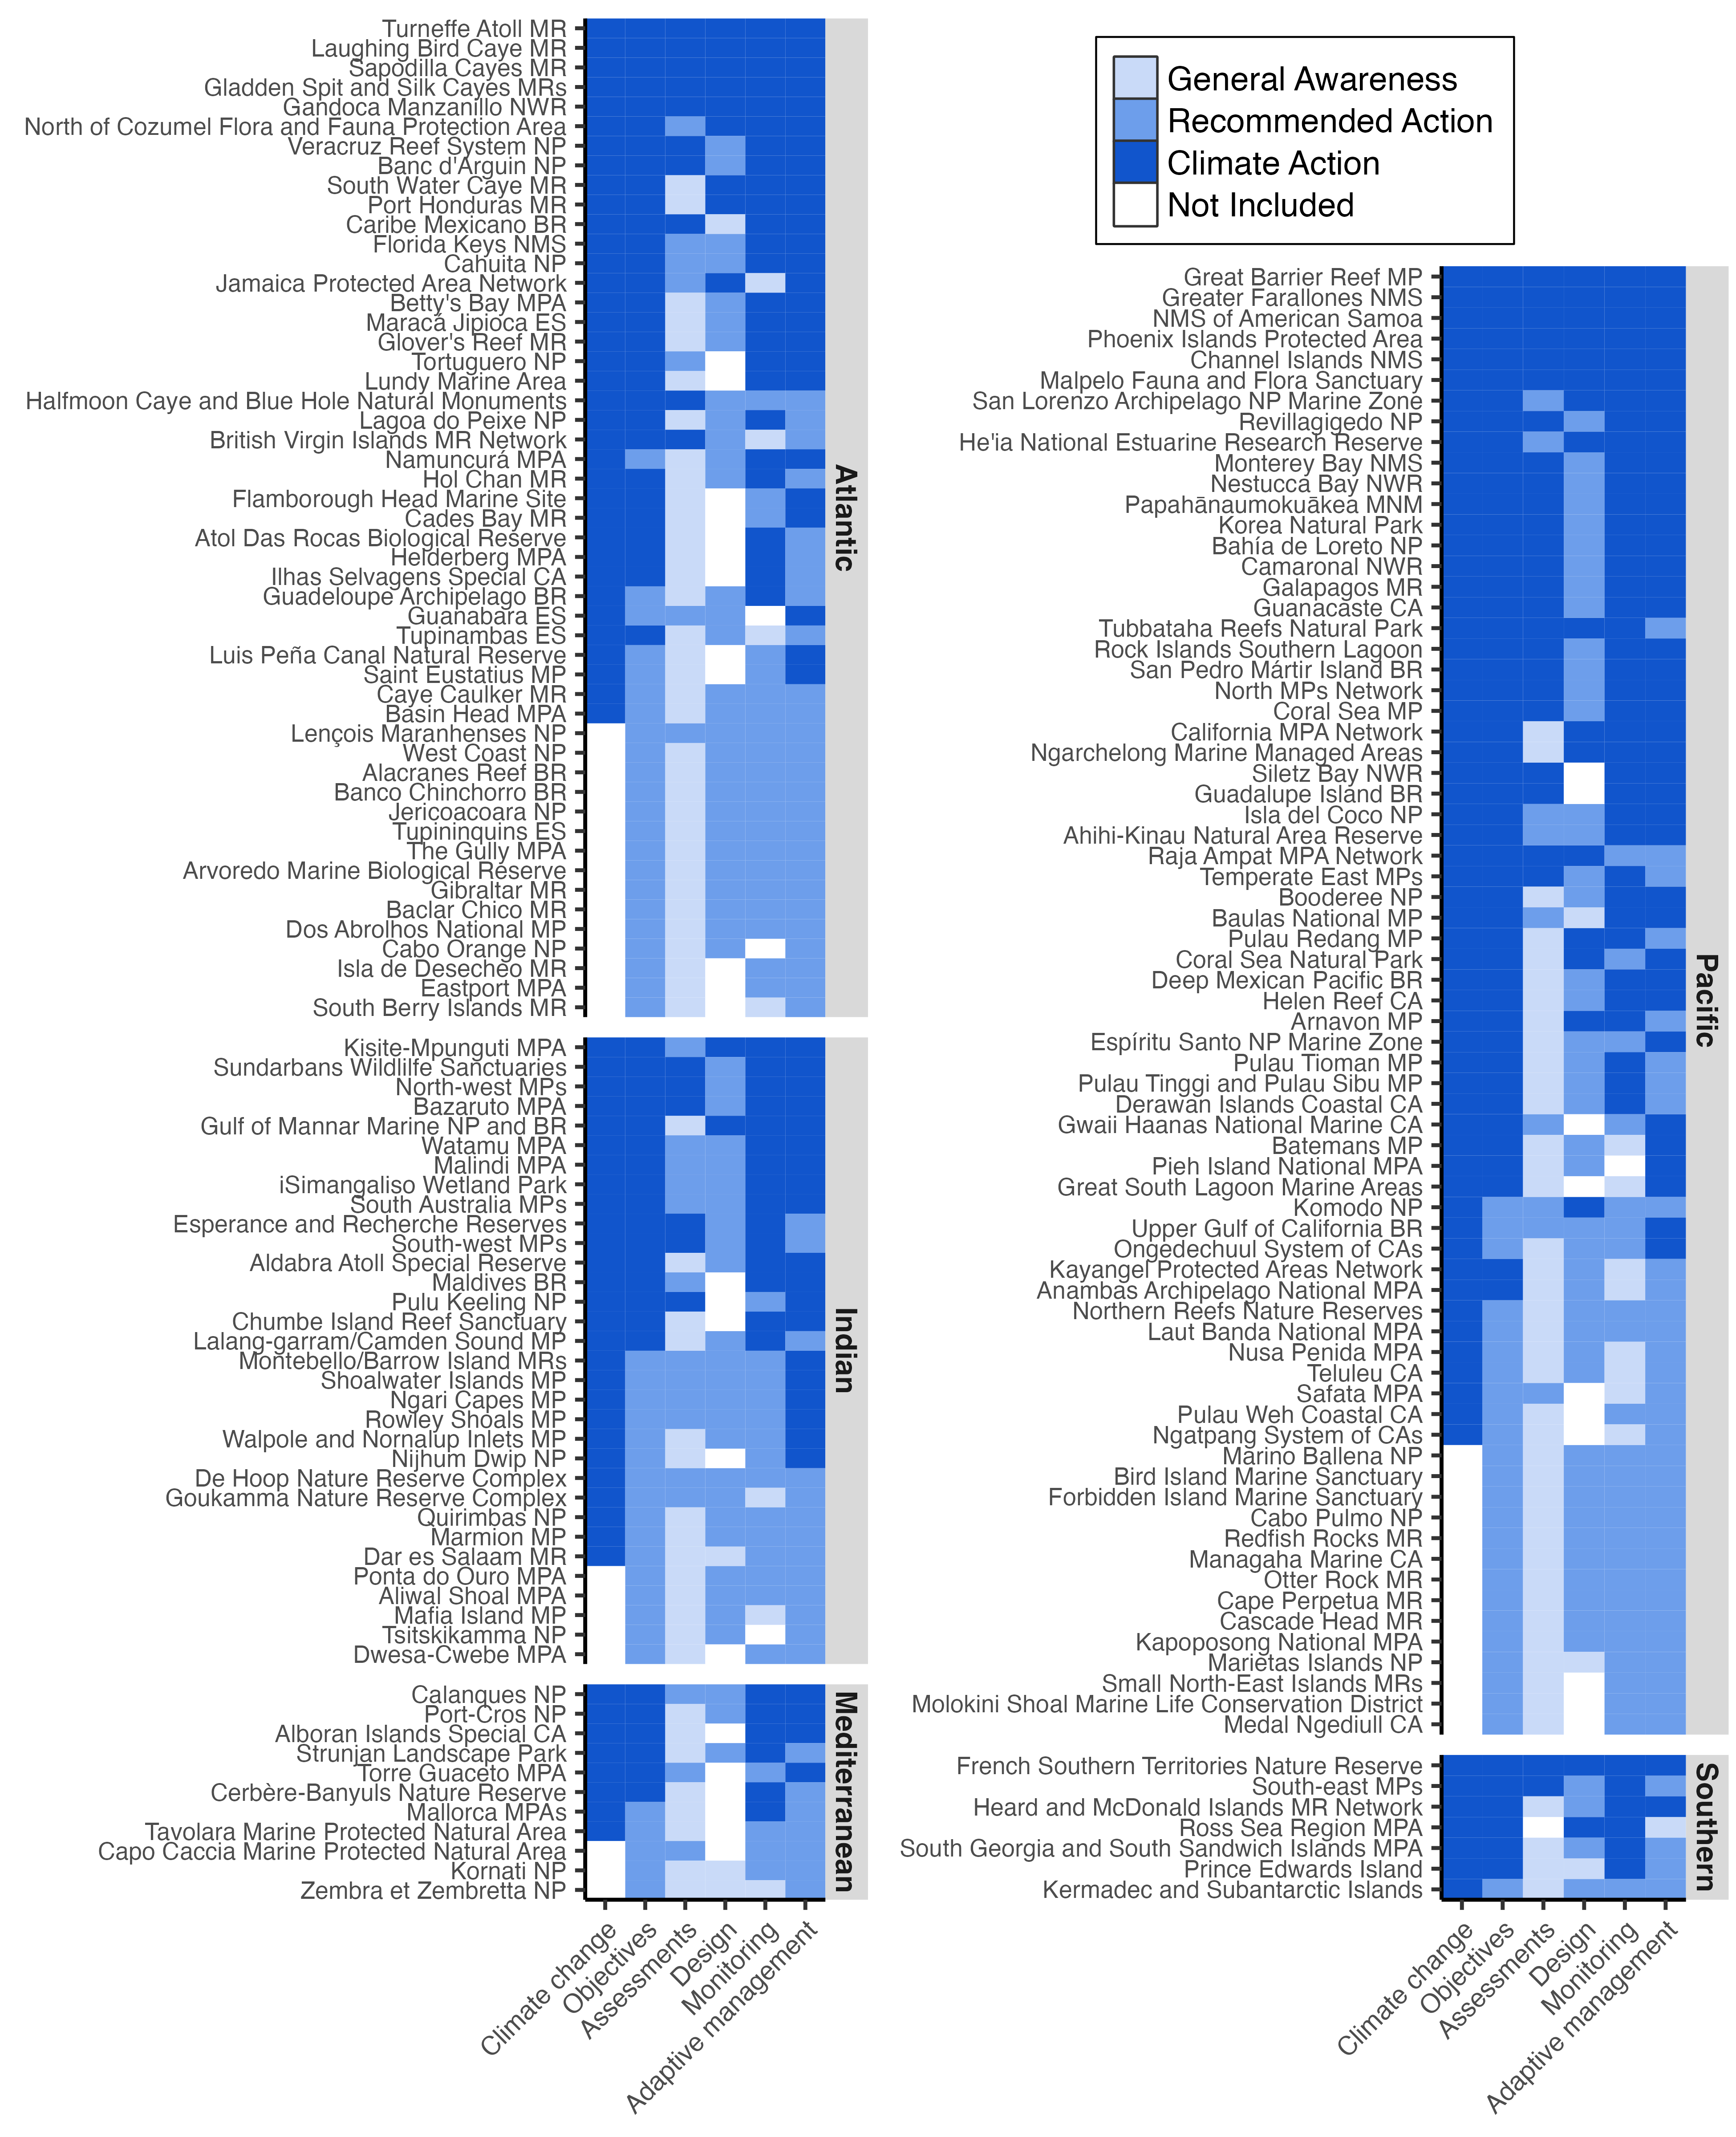 Turneffe Atoll MR
Laughing Bird Caye MR
Sapodilla Cayes MR
Gladden Spit and Silk Cayes MRs
Gandoca Manzanillo NWR
North of Cozumel Flora and Fauna Protection Area
Veracruz Reef System NP
Banc d'Arguin NP
South Water Caye MR
Port Honduras MR
Caribe Mexicano BR
Florida Keys NMS
Cahuita NP
Jamaica Protected Area Network
Betty's Bay MPA
Maracá Jipioca ES
Glover's Reef MR
Tortuguero NP
Lundy Marine Area
Halfmoon Caye and Blue Hole Natural Monuments
Lagoa do Peixe NP
British Virgin Islands MR Network
Namuncurá MPA
Hol Chan MR
Flamborough Head Marine Site
Cades Bay MR
Atol Das Rocas Biological Reserve
Helderberg MPA
Ilhas Selvagens Special CA
Guadeloupe Archipelago BR
Guanabara ES
Tupinambas ES
Luis Peña Canal Natural Reserve
Saint Eustatius MP
Caye Caulker MR
Basin Head MPA
Lençois Maranhenses NP
West Coast NP
Alacranes Reef BR
Banco Chinchorro BR
Jericoacoara NP
Tupininquins ES
The Gully MPA
Arvoredo Marine Biological Reserve
Gibraltar MR
Baclar Chico MR
Dos Abrolhos National MP
Cabo Orange NP
Isla de Desecheo MR
Eastport MPA
South Berry Islands MR
Atlantic
Kisite-Mpunguti MPA
Sundarbans Wildlilfe Sanctuaries
North-west MPs
Bazaruto MPA
Gulf of Mannar Marine NP and BR
Watamu MPA
Malindi MPA
iSimangaliso Wetland Park
South Australia MPs
Esperance and Recherche Reserves
South-west MPs
Aldabra Atoll Special Reserve
Maldives BR
Pulu Keeling NP
Chumbe Island Reef Sanctuary
Lalang-garram/Camden Sound MP
Montebello/Barrow Island MRs
Shoalwater Islands MP
Ngari Capes MP
Rowley Shoals MP
Walpole and Nornalup Inlets MP
Nijhum Dwip NP
De Hoop Nature Reserve Complex
Goukamma Nature Reserve Complex
Quirimbas NP
Marmion MP
Dar es Salaam MR
Ponta do Ouro MPA
Aliwal Shoal MPA
Mafia Island MP
Tsitskikamma NP
Dwesa-Cwebe MPA
Indian
Calanques NP
Port-Cros NP
Alboran Islands Special CA
Strunjan Landscape Park
Torre Guaceto MPA
Cerbère-Banyuls Nature Reserve
Mallorca MPAs
Tavolara Marine Protected Natural Area
Capo Caccia Marine Protected Natural Area
Kornati NP
Zembra et Zembretta NP
Mediterranean
Climate change
Objectives
Assessments
Design
Monitoring
Adaptive management
General Awareness
Recommended Action
Climate Action
Not Included
Great Barrier Reef MP
Greater Farallones NMS
NMS of American Samoa
Phoenix Islands Protected Area
Channel Islands NMS
Malpelo Fauna and Flora Sanctuary
San Lorenzo Archipelago NP Marine Zone
Revillagigedo NP
He'ia National Estuarine Research Reserve
Monterey Bay NMS
Nestucca Bay NWR
Papahānaumokuākea MNM
Korea Natural Park
Bahía de Loreto NP
Camaronal NWR
Galapagos MR
Guanacaste CA
Tubbataha Reefs Natural Park
Rock Islands Southern Lagoon
San Pedro Mártir Island BR
North MPs Network
Coral Sea MP
California MPA Network
Ngarchelong Marine Managed Areas
Siletz Bay NWR
Guadalupe Island BR
Isla del Coco NP
Ahihi-Kinau Natural Area Reserve
Raja Ampat MPA Network
Temperate East MPs
Booderee NP
Baulas National MP
Pulau Redang MP
Coral Sea Natural Park
Deep Mexican Pacific BR
Helen Reef CA
Arnavon MP
Espíritu Santo NP Marine Zone
Pulau Tioman MP
Pulau Tinggi and Pulau Sibu MP
Derawan Islands Coastal CA
Gwaii Haanas National Marine CA
Batemans MP
Pieh Island National MPA
Great South Lagoon Marine Areas
Komodo NP
Upper Gulf of California BR
Ongedechuul System of CAs
Kayangel Protected Areas Network
Anambas Archipelago National MPA
Northern Reefs Nature Reserves
Laut Banda National MPA
Nusa Penida MPA
Teluleu CA
Safata MPA
Pulau Weh Coastal CA
Ngatpang System of CAs
Marino Ballena NP
Bird Island Marine Sanctuary
Forbidden Island Marine Sanctuary
Cabo Pulmo NP
Redfish Rocks MR
Managaha Marine CA
Otter Rock MR
Cape Perpetua MR
Cascade Head MR
Kapoposong National MPA
Marietas Islands NP
Small North-East Islands MRs
Molokini Shoal Marine Life Conservation District
Medal Ngediull CA
Pacific
French Southern Territories Nature Reserve
South-east MPs
Heard and McDonald Islands MR Network
Ross Sea Region MPA
South Georgia and South Sandwich Islands MPA
Prince Edwards Island
Kermadec and Subantarctic Islands
Southern
Climate change
Objectives
Assessments
Design
Monitoring
Adaptive management